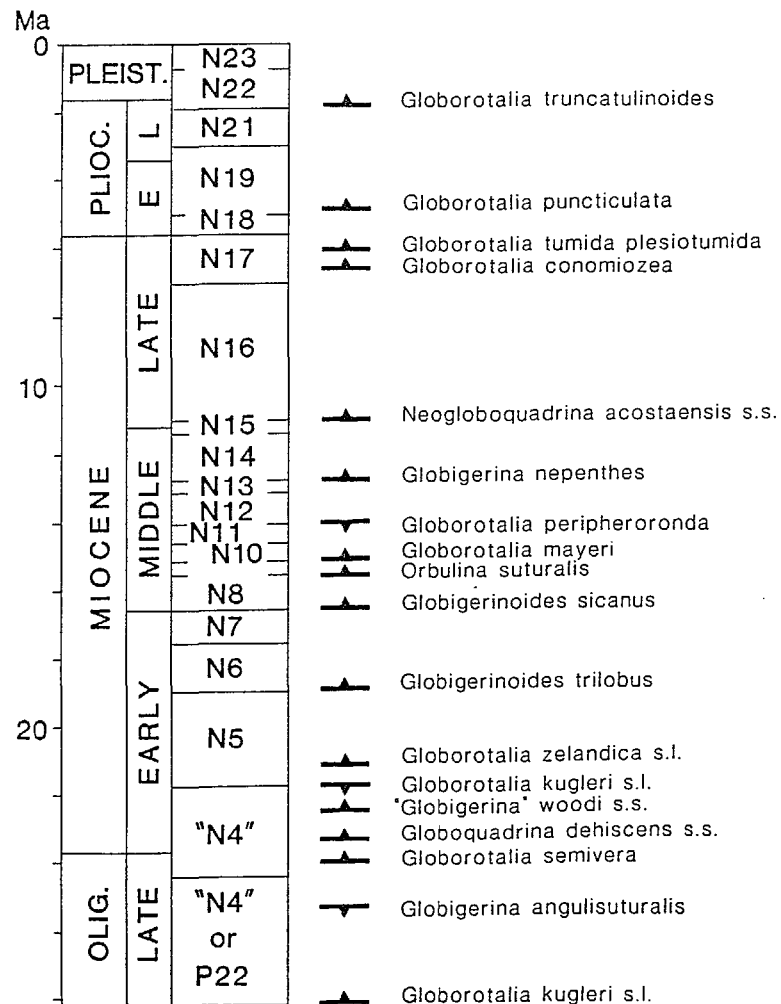 Ma
0
10
20
PLEIST.
PLIOC.
L
E
MIOCENE
LATE
MIDDLE
EARLY
OLIG.
LATE
N23
N22
N21
N19
N18
N17
N16
N15
N14
N13
N12
N11
N10
N8
N7
N6
N5
"N4"
"N4"
or
P22
Globorotalia truncatulinoides
Globorotalia puncticulata
Globorotalia tumida plesiotumida
Globorotalia conomiozea
Neogloboquadrina acostaensis s.s.
Globigerina nepenthes
Globorotalia peripheroronda
Globorotalia mayeri
Orbulina suturalis
Globigerinoides sicanus
Globigerinoides trilobus
Globorotalia zelandica s.l.
Globorotalia kugleri s.l.
"Globigerina" woodi s.s.
Globoquadrina dehiscens s.s.
Globorotalia semivera
Globigerina angulisuturalis
Globorotalia kugleri s.l.